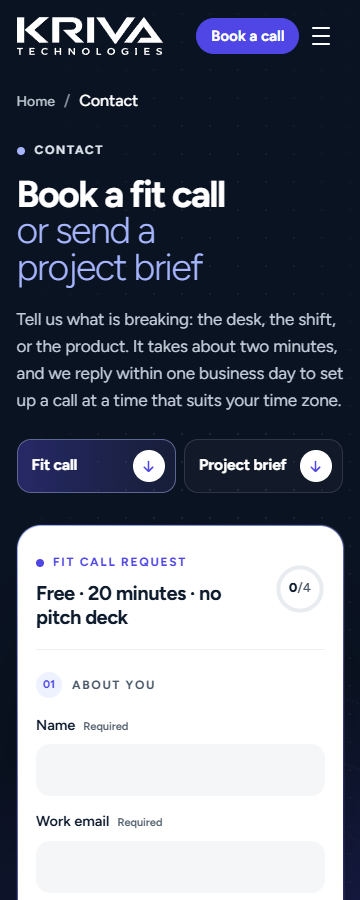 KRIVA
TECHNOLOGIES
Book a call
Home / Contact
CONTACT
Book a fit call
or send a
project brief
Tell us what is breaking: the desk, the shift,
or the product. It takes about two minutes,
and we reply within one business day to set
up a call at a time that suits your time zone.
Fit call
Project brief
FIT CALL REQUEST
Free · 20 minutes · no
pitch deck
0/4
01 ABOUT YOU
Name Required
Work email Required